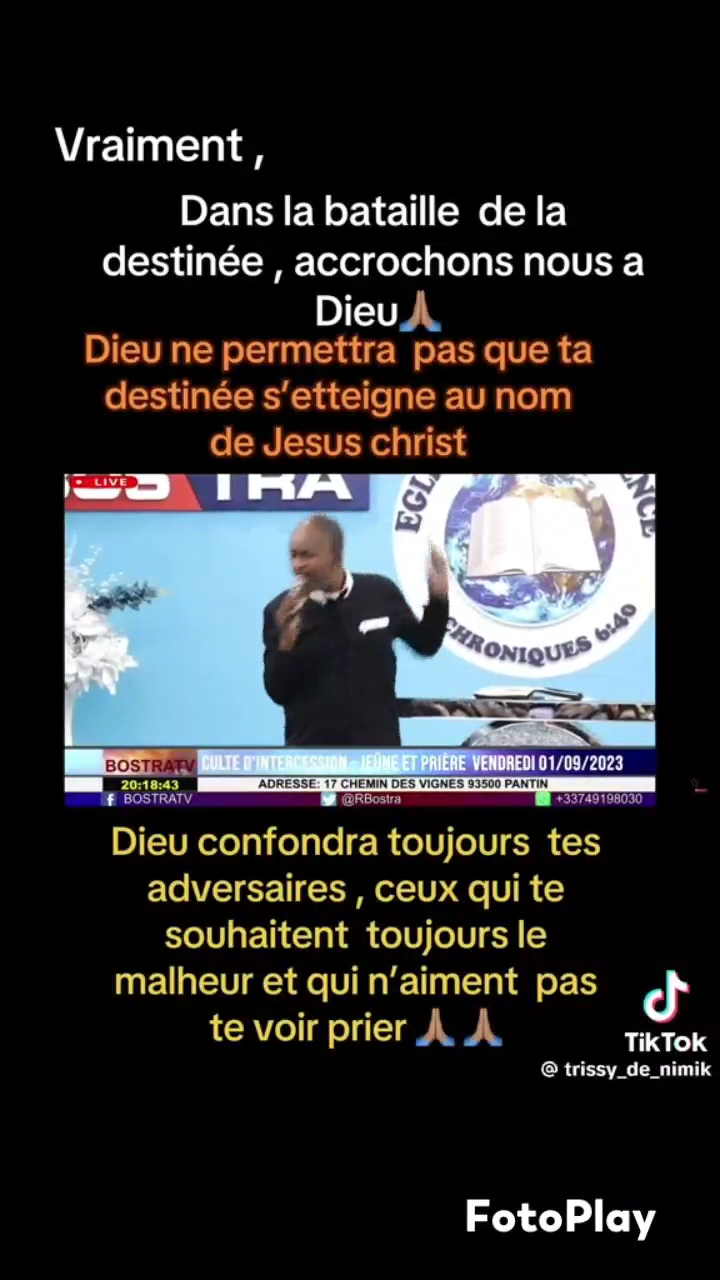 Vraiment ,
Dans la bataille de la
destinée , accrochons nous a
Dieu🙏🏽
Dieu ne permettra pas que ta
destinée s’etteigne au nom
de Jesus christ
LIVE
TRA
CHRONIQUES 6:40
BOSTRATV CULTE D'INTERCESSION - JEÛNE ET PRIÈRE VENDREDI 01/09/2023
20:18:43 ADRESSE: 17 CHEMIN DES VIGNES 93500 PANTIN
BOSTRATV @RBostra +33749198030
Dieu confondra toujours tes
adversaires , ceux qui te
souhaitent toujours le
malheur et qui n’aiment pas
te voir prier 🙏🏽🙏🏽
TikTok
@ trissy_de_nimik
FotoPlay